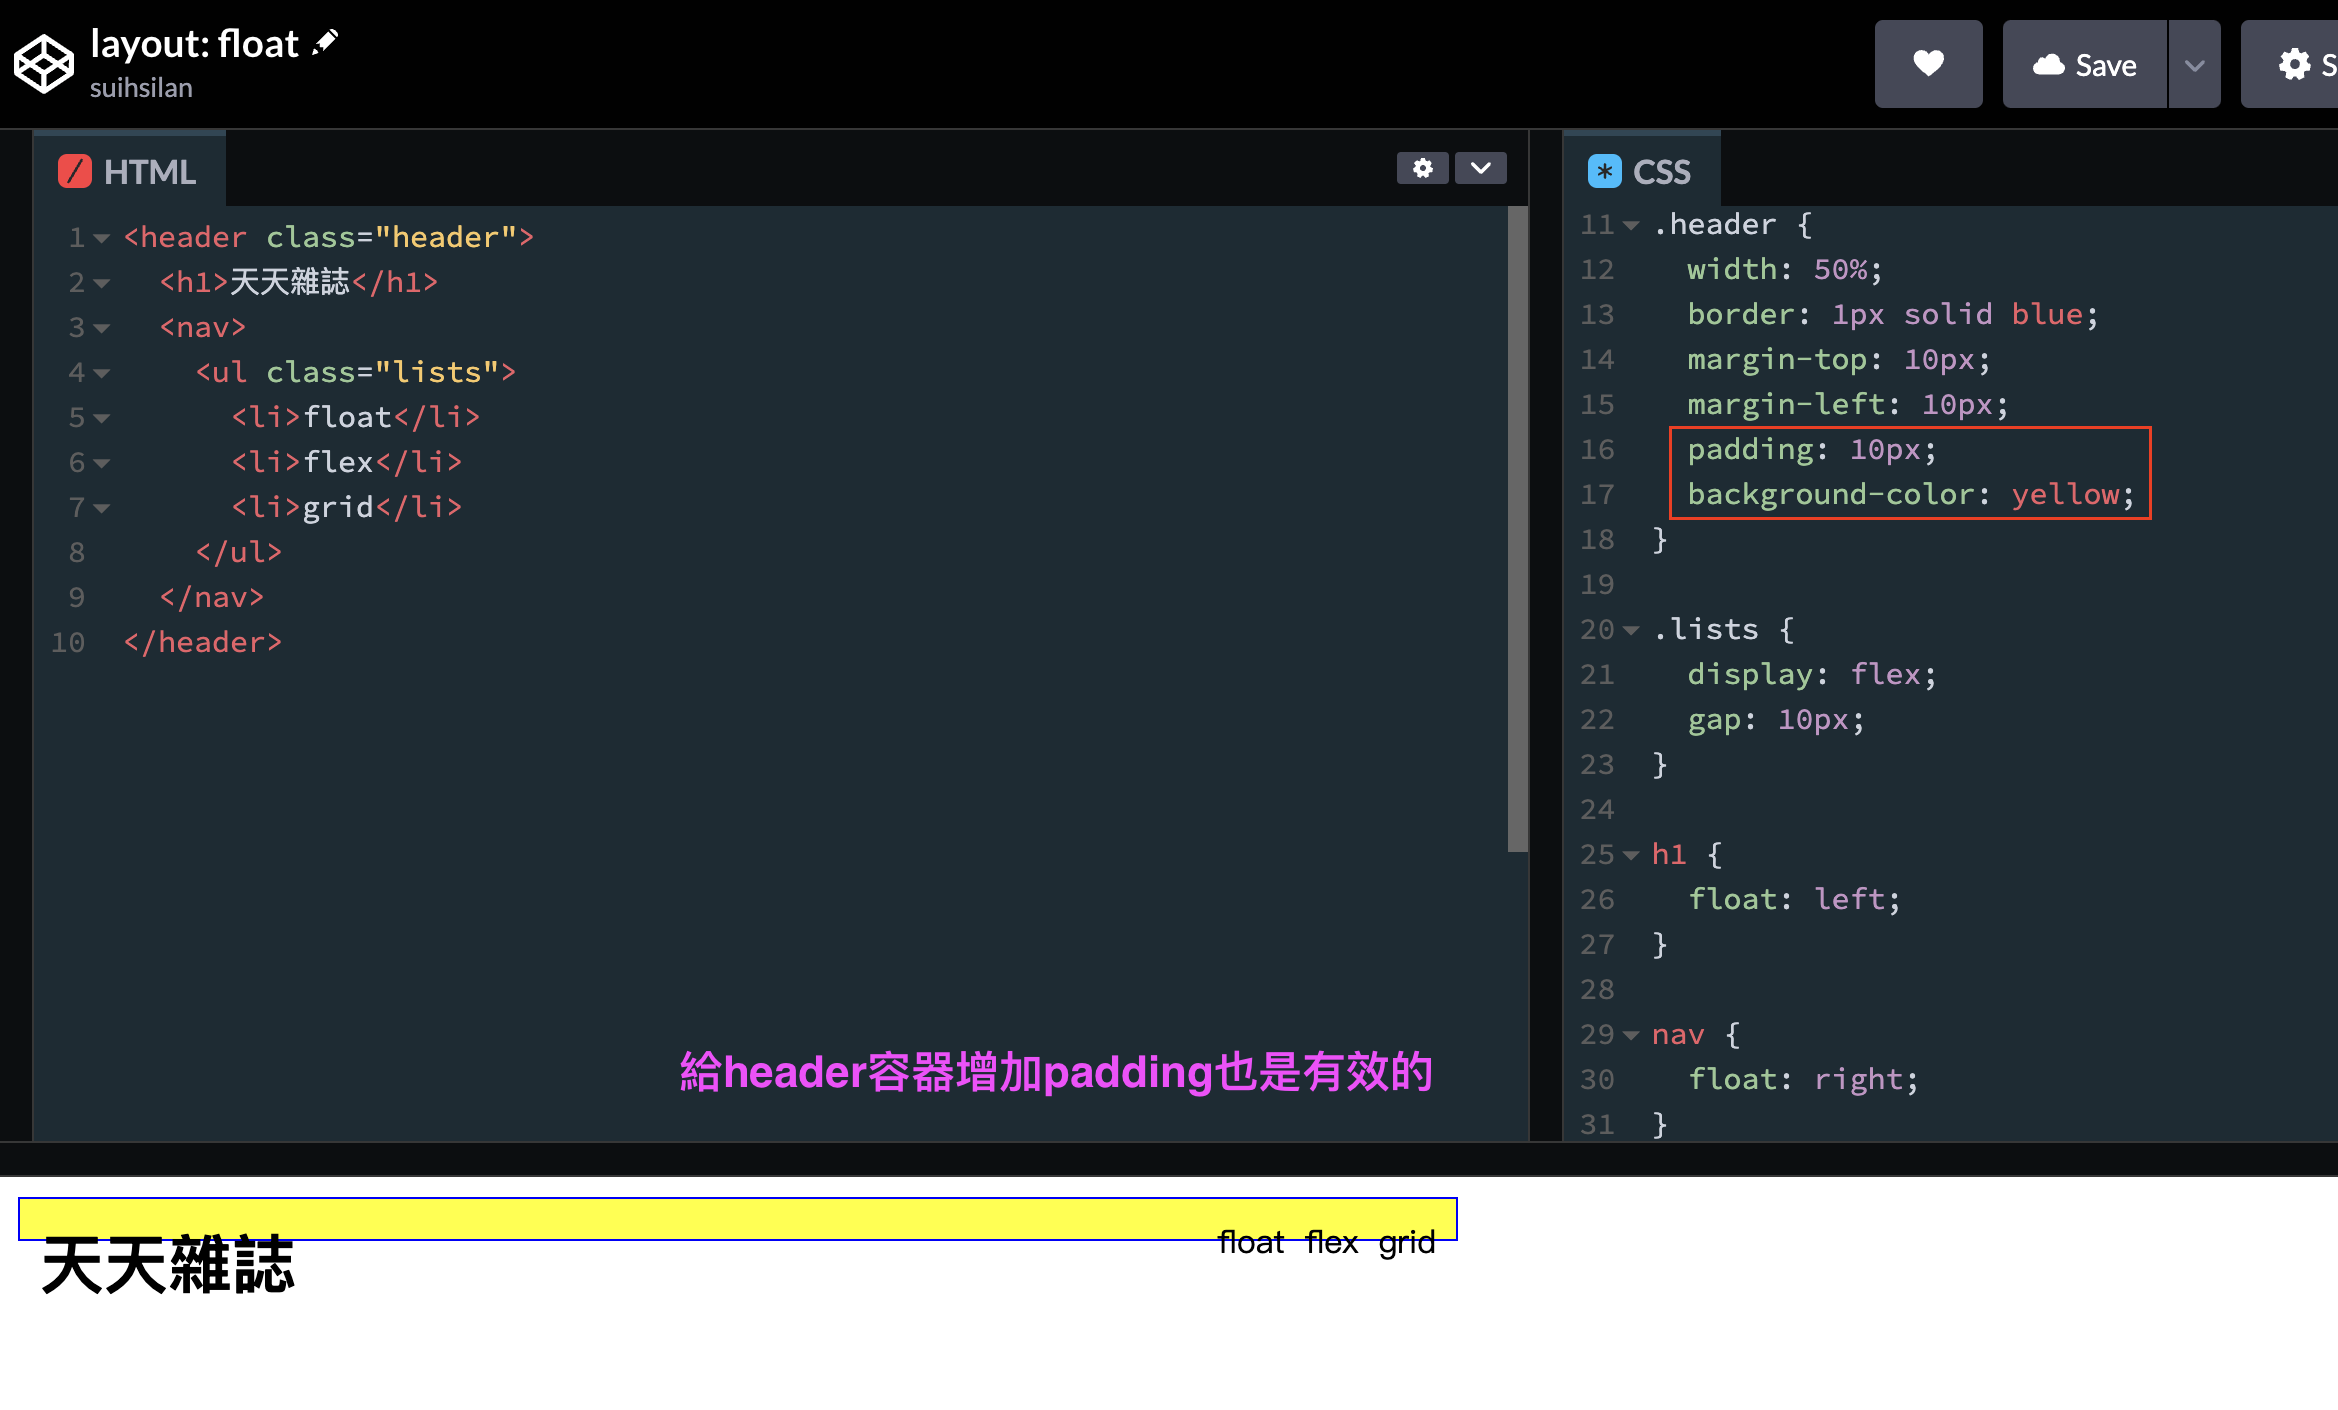 layout: float
suihsilan
Save
S
HTML
1 <header class="header">
2 <h1>天天雜誌</h1>
3 <nav>
4 <ul class="lists">
5 <li>float</li>
6 <li>flex</li>
7 <li>grid</li>
8 </ul>
9 </nav>
10 </header>
給header容器增加padding也是有效的
CSS
11 .header {
12 width: 50%;
13 border: 1px solid blue;
14 margin-top: 10px;
15 margin-left: 10px;
16 padding: 10px;
17 background-color: yellow;
18 }
19
20 .lists {
21 display: flex;
22 gap: 10px;
23 }
24
25 h1 {
26 float: left;
27 }
28
29 nav {
30 float: right;
31 }
天天雜誌
float flex grid